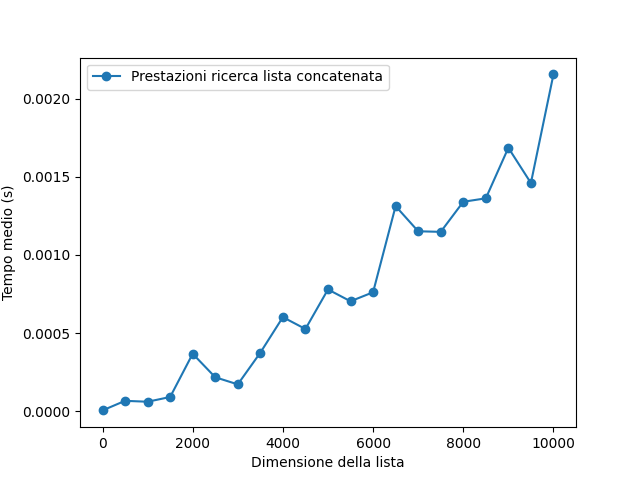 Prestazioni ricerca lista concatenata
0.0020
0.0015
0.0010
0.0005
0.0000
Tempo medio (s)
0 2000 4000 6000 8000 10000
Dimensione della lista